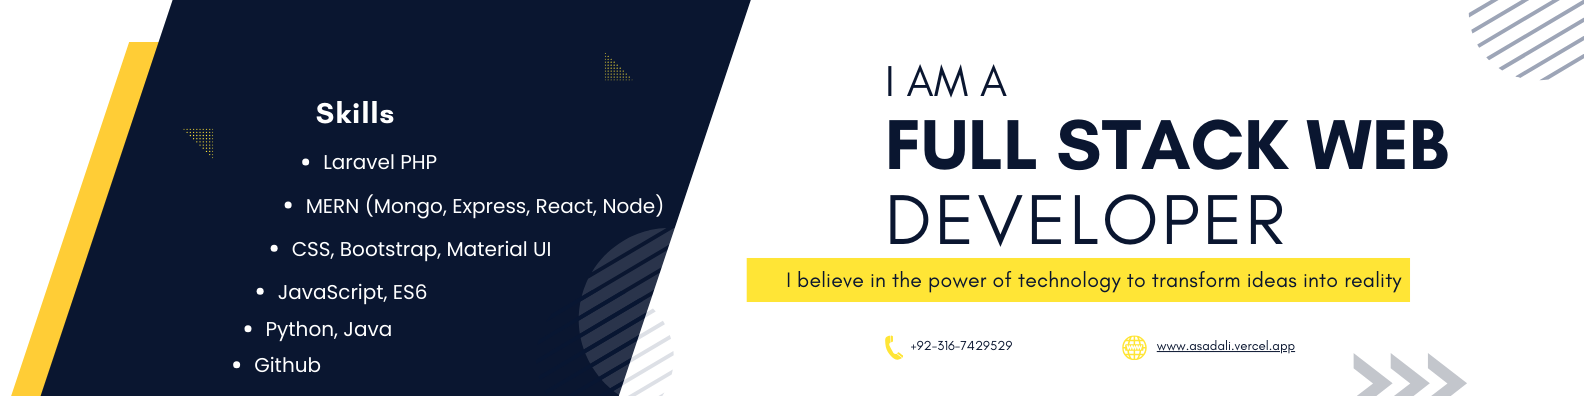 Skills
Laravel PHP
MERN (Mongo, Express, React, Node)
CSS, Bootstrap, Material UI
JavaScript, ES6
Python, Java
Github
I AM A
FULL STACK WEB
DEVELOPER
I believe in the power of technology to transform ideas into reality
+92-316-7429529
www.asadali.vercel.app